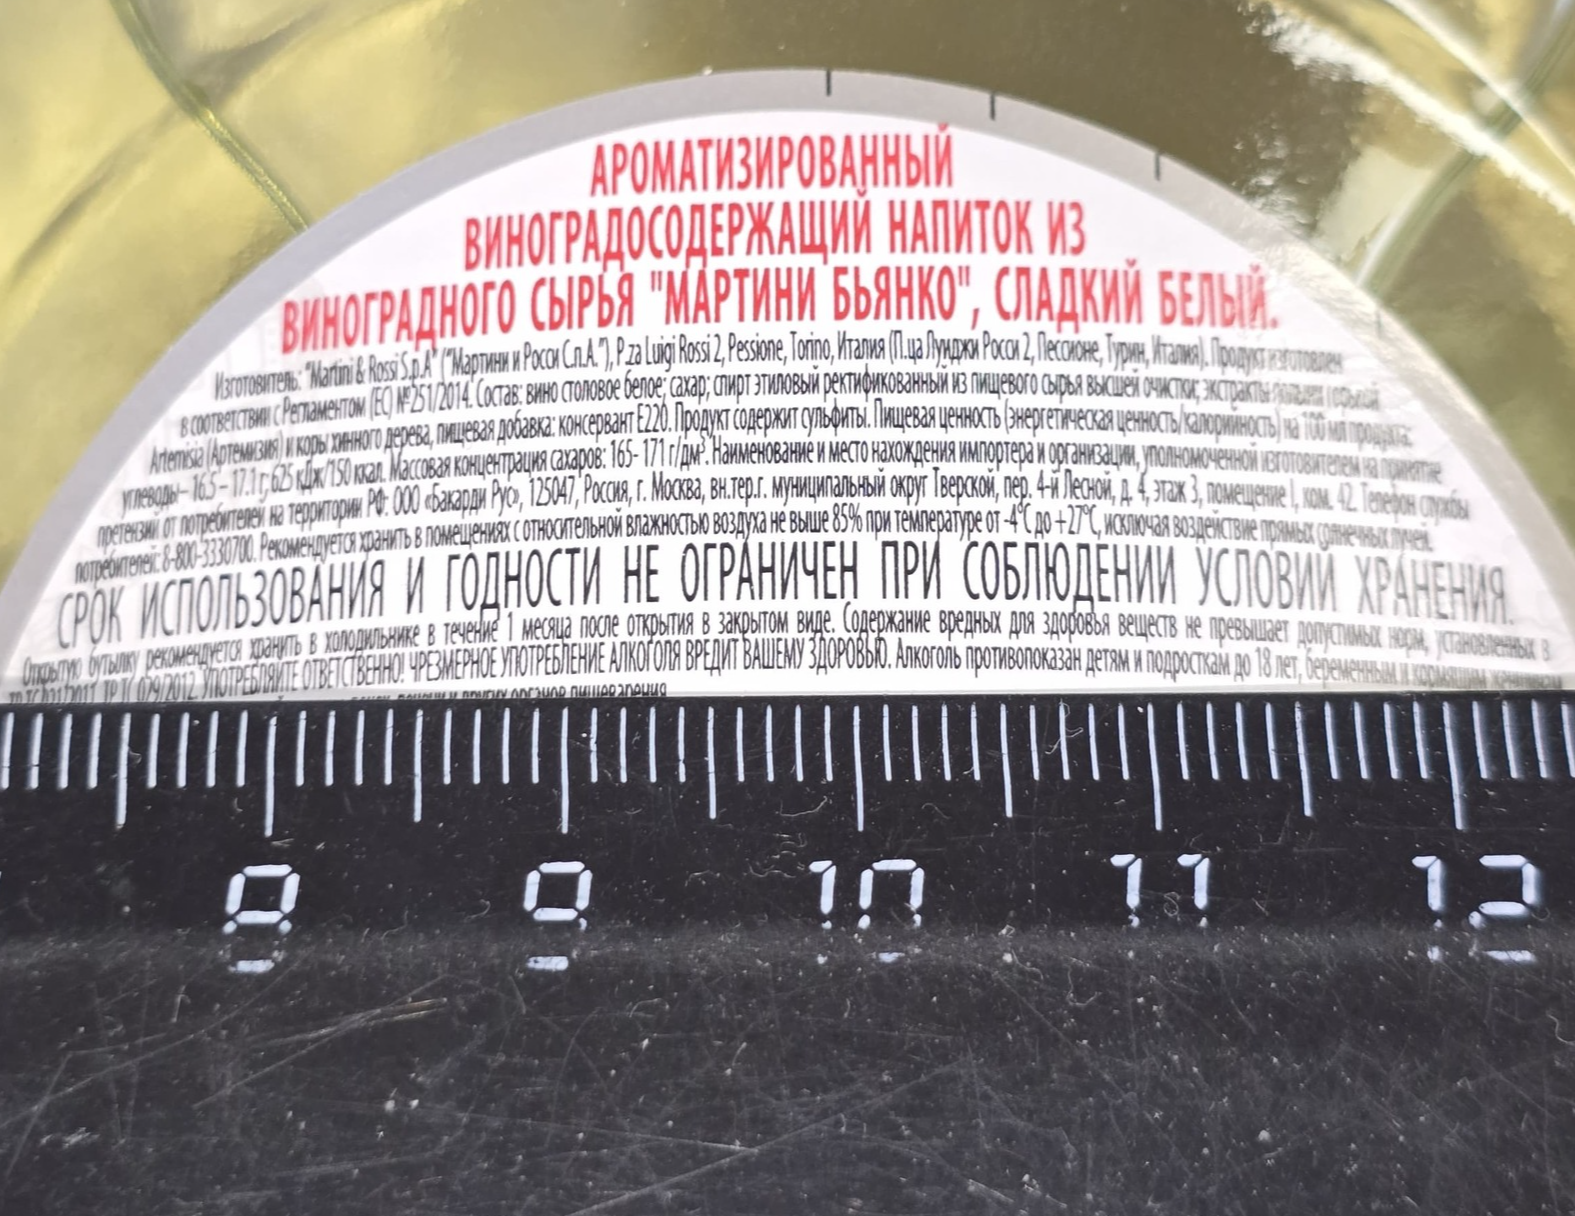 АРОМАТИЗИРОВАННЫЙ
ВИНОГРАДОСОДЕРЖАЩИЙ НАПИТОК ИЗ
ВИНОГРАДНОГО СЫРЬЯ "МАРТИНИ БЬЯНКО", СЛАДКИЙ БЕЛЫЙ.
Изготовитель: "Martini & Rossi S.p.A" ("Мартини и Росси С.п.А."), P.za Luigi Rossi 2, Pessione, Torino, Италия (П.ца Луиджи Росси 2, Пессионе, Турин, Италия). Продукт изготовлен
в соответствии с Регламентом (ЕС) №251/2014. Состав: вино столовое белое; сахар; спирт этиловый ректификованный из пищевого сырья высшей очистки; экстракты
Artemisia (Артемизия) и коры хинного дерева, пищевая добавка: консервант Е220. Продукт содержит сульфиты. Пищевая ценность (энергетическая ценность/калорийность) на 100 мл продукта:
углеводы– 16.5 – 17.1 г; 625 кДж/150 ккал. Массовая концентрация сахаров: 165- 171 г/дм³. Наименование и место нахождения импортера и организации, уполномоченной изготовителем на принятие
претензий от потребителей на территории РФ: ООО «Бакарди Рус», 125047, Россия, г. Москва, вн.тер.г. муниципальный округ Тверской, пер. 4-й Лесной, д. 4, этаж 3, помещение I, ком. 42. Телефон службы
потребителей: 8-800-3330700. Рекомендуется хранить в помещениях с относительной влажностью воздуха не выше 85% при температуре от -4°С до +27°С, исключая воздействие прямых солнечных лучей.
СРОК ИСПОЛЬЗОВАНИЯ И ГОДНОСТИ НЕ ОГРАНИЧЕН ПРИ СОБЛЮДЕНИИ УСЛОВИИ ХРАНЕНИЯ.
Открытую бутылку рекомендуется хранить в холодильнике в течение 1 месяца после открытия в закрытом виде. Содержание вредных для здоровья веществ не превышает допустимых норм, установленных в
ТР ТС 021/2011, ТР ТС 029/2012. УПОТРЕБЛЯЙТЕ ОТВЕТСТВЕННО! ЧРЕЗМЕРНОЕ УПОТРЕБЛЕНИЕ АЛКОГОЛЯ ВРЕДИТ ВАШЕМУ ЗДОРОВЬЮ. Алкоголь противопоказан детям и подросткам до 18 лет, беременным и кормящим
печени и других органов пищеварения
8 9 10 11 12